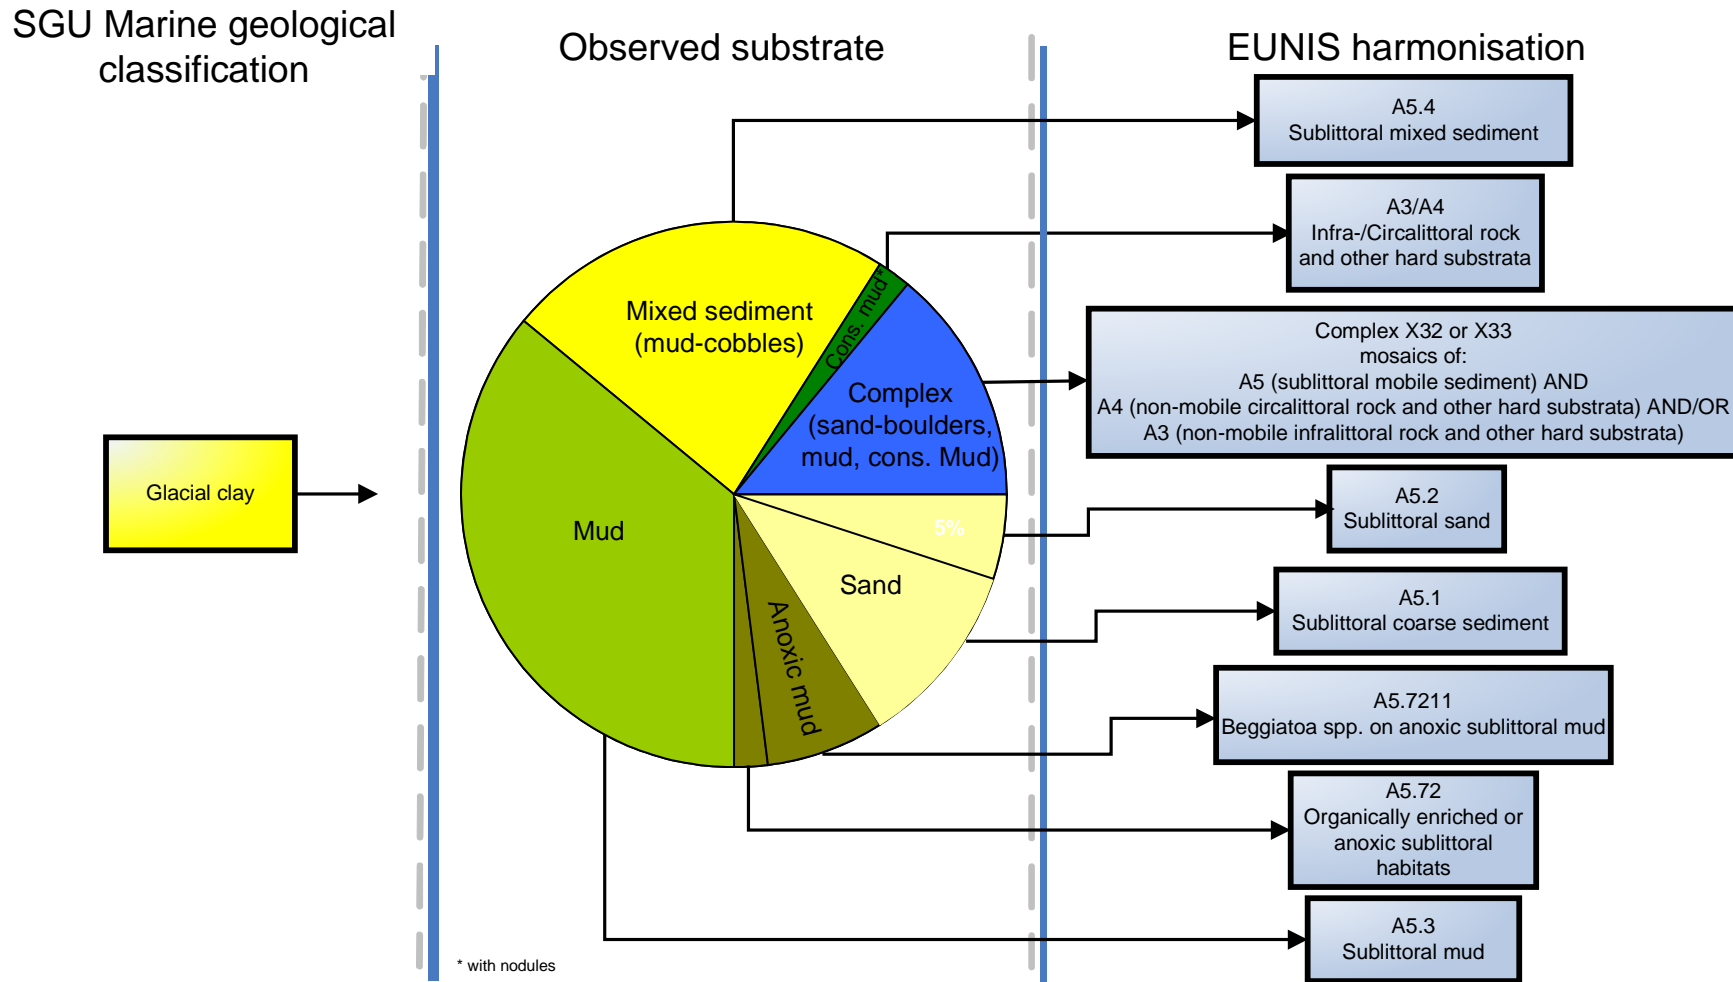 SGU Marine geological
classification
Observed substrate
EUNIS harmonisation
Glacial clay
Mixed sediment
(mud-cobbles)
Cons. mud*
Complex
(sand-boulders,
mud, cons. Mud)
5%
Sand
Anoxic mud
Mud
* with nodules
A5.4
Sublittoral mixed sediment
A3/A4
Infra-/Circalittoral rock
and other hard substrata
Complex X32 or X33
mosaics of:
A5 (sublittoral mobile sediment) AND
A4 (non-mobile circalittoral rock and other hard substrata) AND/OR
A3 (non-mobile infralittoral rock and other hard substrata)
A5.2
Sublittoral sand
A5.1
Sublittoral coarse sediment
A5.7211
Beggiatoa spp. on anoxic sublittoral mud
A5.72
Organically enriched or
anoxic sublittoral
habitats
A5.3
Sublittoral mud